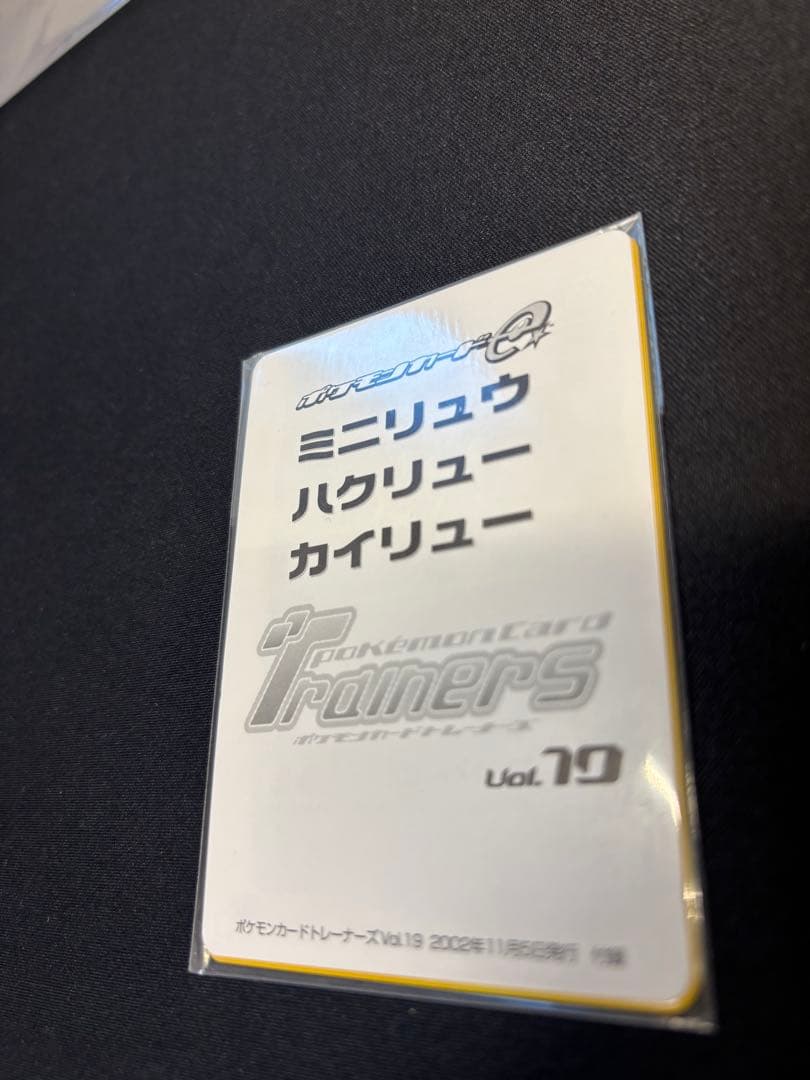 ポケモンカードe
ミニリュウ
ハクリュー
カイリュー
pokémon card
Trainers
ポケモンカードトレーナーズ
Vol.19
ポケモンカードトレーナーズVol.19 2002年11月5日発行 付録